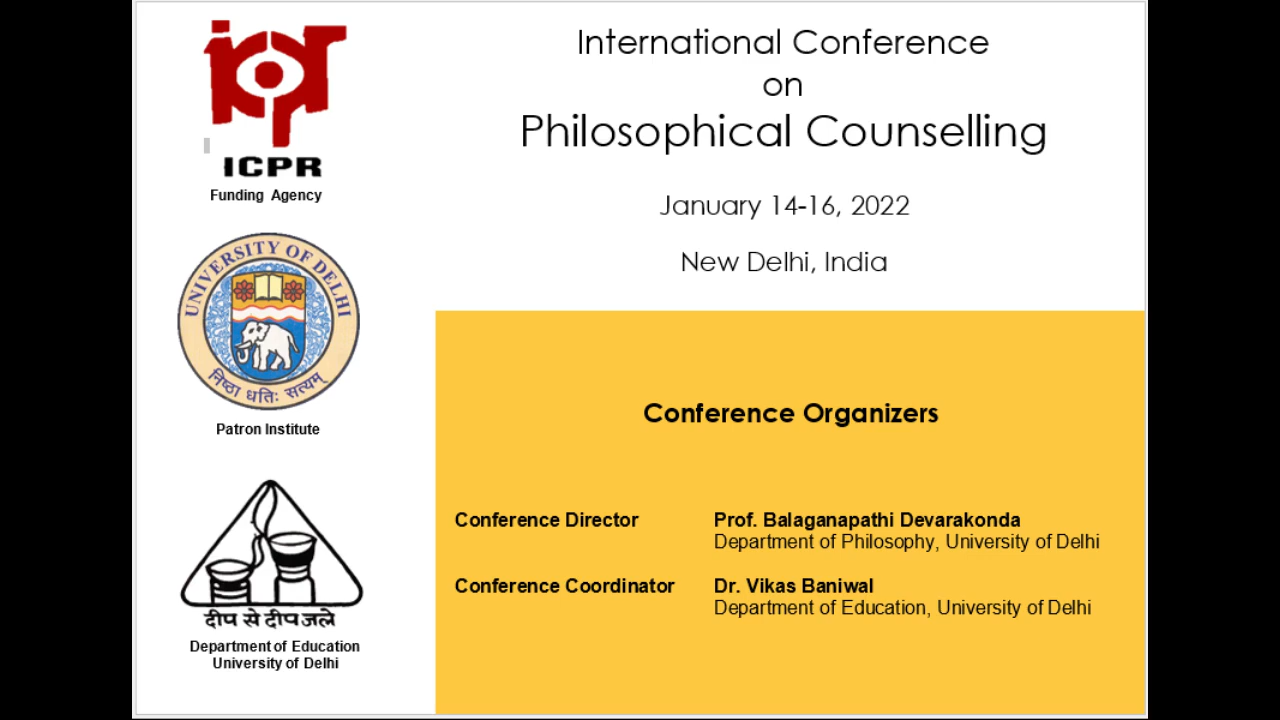 icpr
ICPR
Funding Agency
UNIVERSITY OF DELHI
निष्ठा धतिः सत्यम्
Patron Institute
दीप से दीप जले
Department of Education
University of Delhi
International Conference
on
Philosophical Counselling
January 14-16, 2022
New Delhi, India
Conference Organizers
Conference Director Prof. Balaganapathi Devarakonda
Department of Philosophy, University of Delhi
Conference Coordinator Dr. Vikas Baniwal
Department of Education, University of Delhi